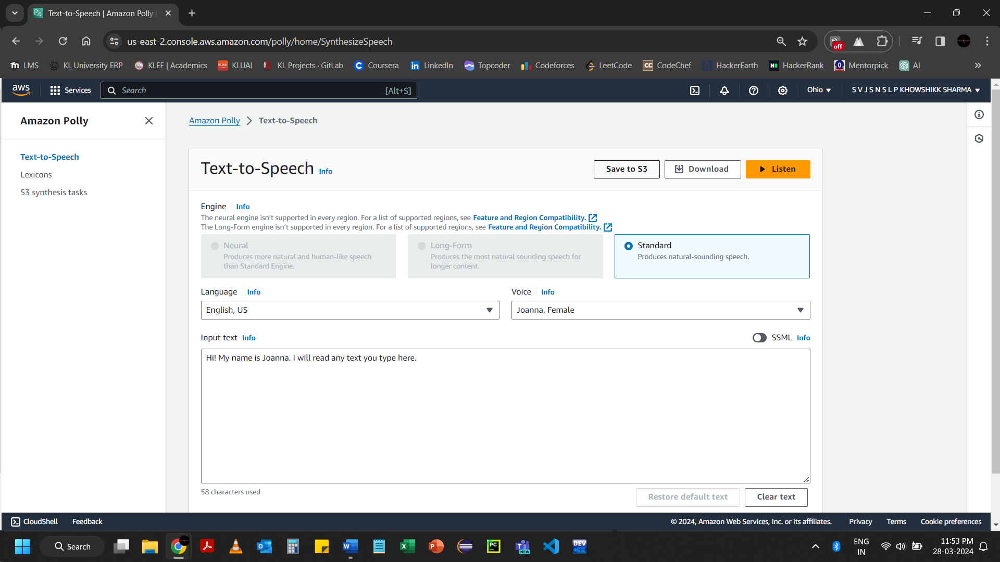 Text-to-Speech | Amazon Polly
us-east-2.console.aws.amazon.com/polly/home/SynthesizeSpeech
off
LMS KL University ERP KLEF | Academics KLUAI KL Projects · GitLab Coursera LinkedIn Topcoder Codeforces LeetCode CodeChef HackerEarth HackerRank Mentorpick AI
aws Services Search [Alt+S] Ohio S V J S N S L P KHOWSHIKK SHARMA
Amazon Polly
Text-to-Speech
Lexicons
S3 synthesis tasks
Amazon Polly > Text-to-Speech
Text-to-Speech Info
Save to S3 Download Listen
Engine Info
The neural engine isn't supported in every region. For a list of supported regions, see Feature and Region Compatibility.
The Long-Form engine isn't supported in every region. For a list of supported regions, see Feature and Region Compatibility.
Neural
Produces more natural and human-like speech
than Standard Engine.
Long-Form
Produces the most natural sounding speech for
longer content.
Standard
Produces natural-sounding speech.
Language Info
English, US
Voice Info
Joanna, Female
Input text Info
SSML Info
Hi! My name is Joanna. I will read any text you type here.
58 characters used
Restore default text Clear text
CloudShell Feedback © 2024, Amazon Web Services, Inc. or its affiliates. Privacy Terms Cookie preferences
Search
ENG
IN
11:53 PM
28-03-2024